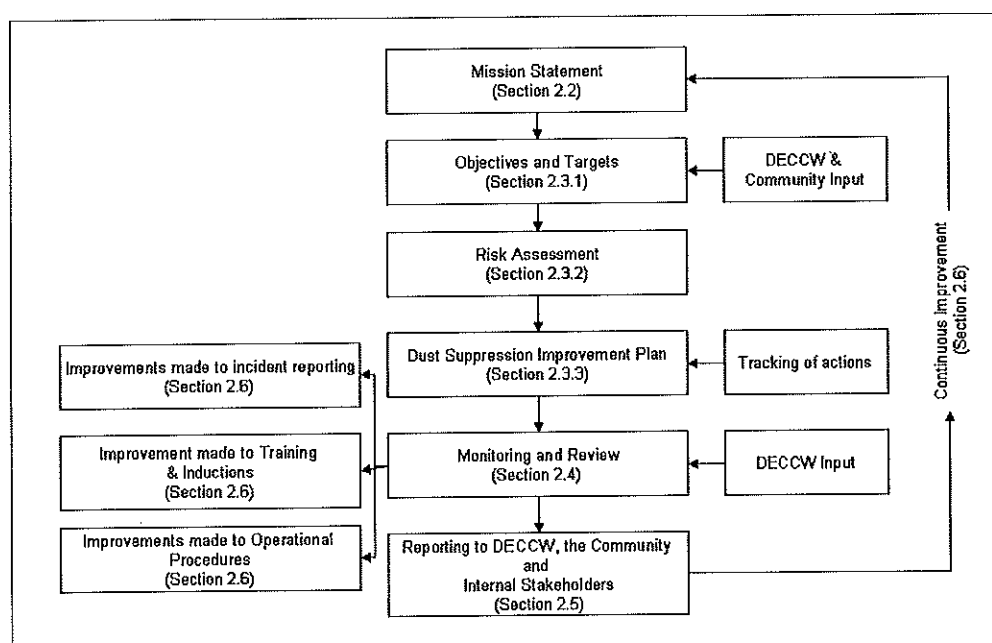 Mission Statement
(Section 2.2)
Objectives and Targets
(Section 2.3.1)
DECCW &
Community Input
Risk Assessment
(Section 2.3.2)
Dust Suppression Improvement Plan
(Section 2.3.3)
Tracking of actions
Improvements made to incident reporting
(Section 2.6)
Improvement made to Training
& Inductions
(Section 2.6)
Monitoring and Review
(Section 2.4)
DECCW Input
Improvements made to Operational
Procedures
(Section 2.6)
Reporting to DECCW, the Community
and
Internal Stakeholders
(Section 2.5)
Continuous Improvement
(Section 2.6)